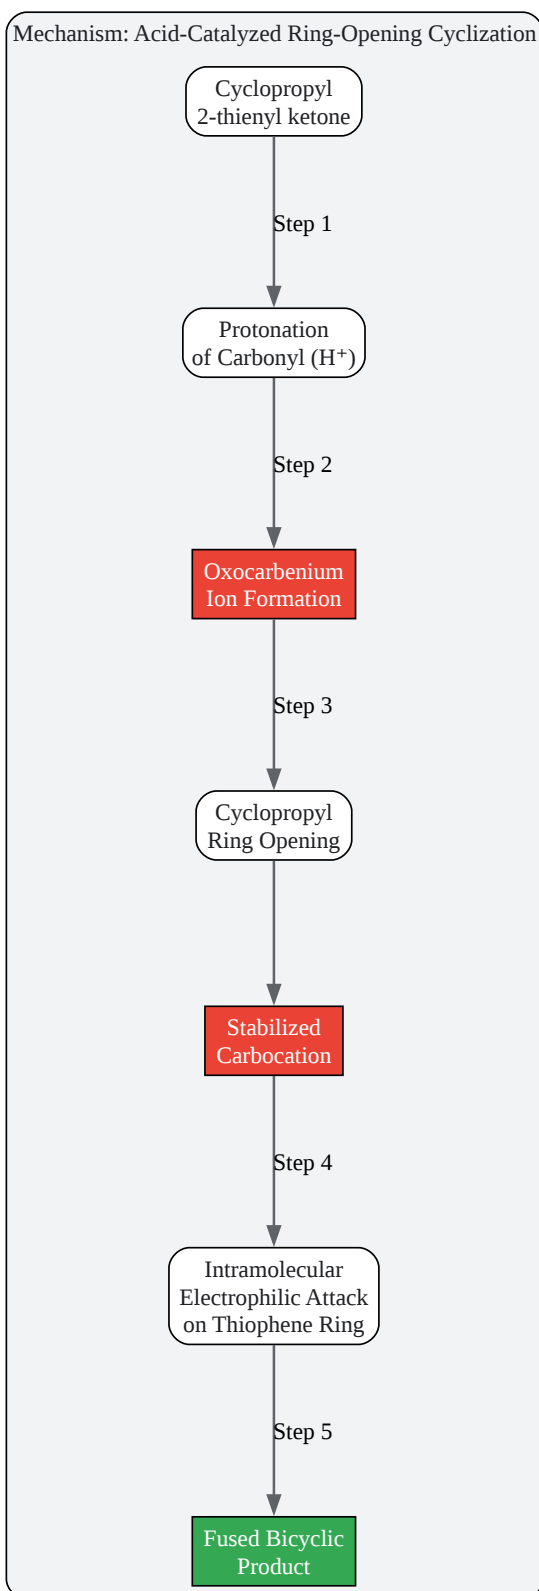 Mechanism: Acid-Catalyzed Ring-Opening Cyclization
Cyclopropyl
2-thienyl ketone
Step 1
Protonation
of Carbonyl (H⁺)
Step 2
Oxocarbenium
Ion Formation
Step 3
Cyclopropyl
Ring Opening
Stabilized
Carbocation
Step 4
Intramolecular
Electrophilic Attack
on Thiophene Ring
Step 5
Fused Bicyclic
Product